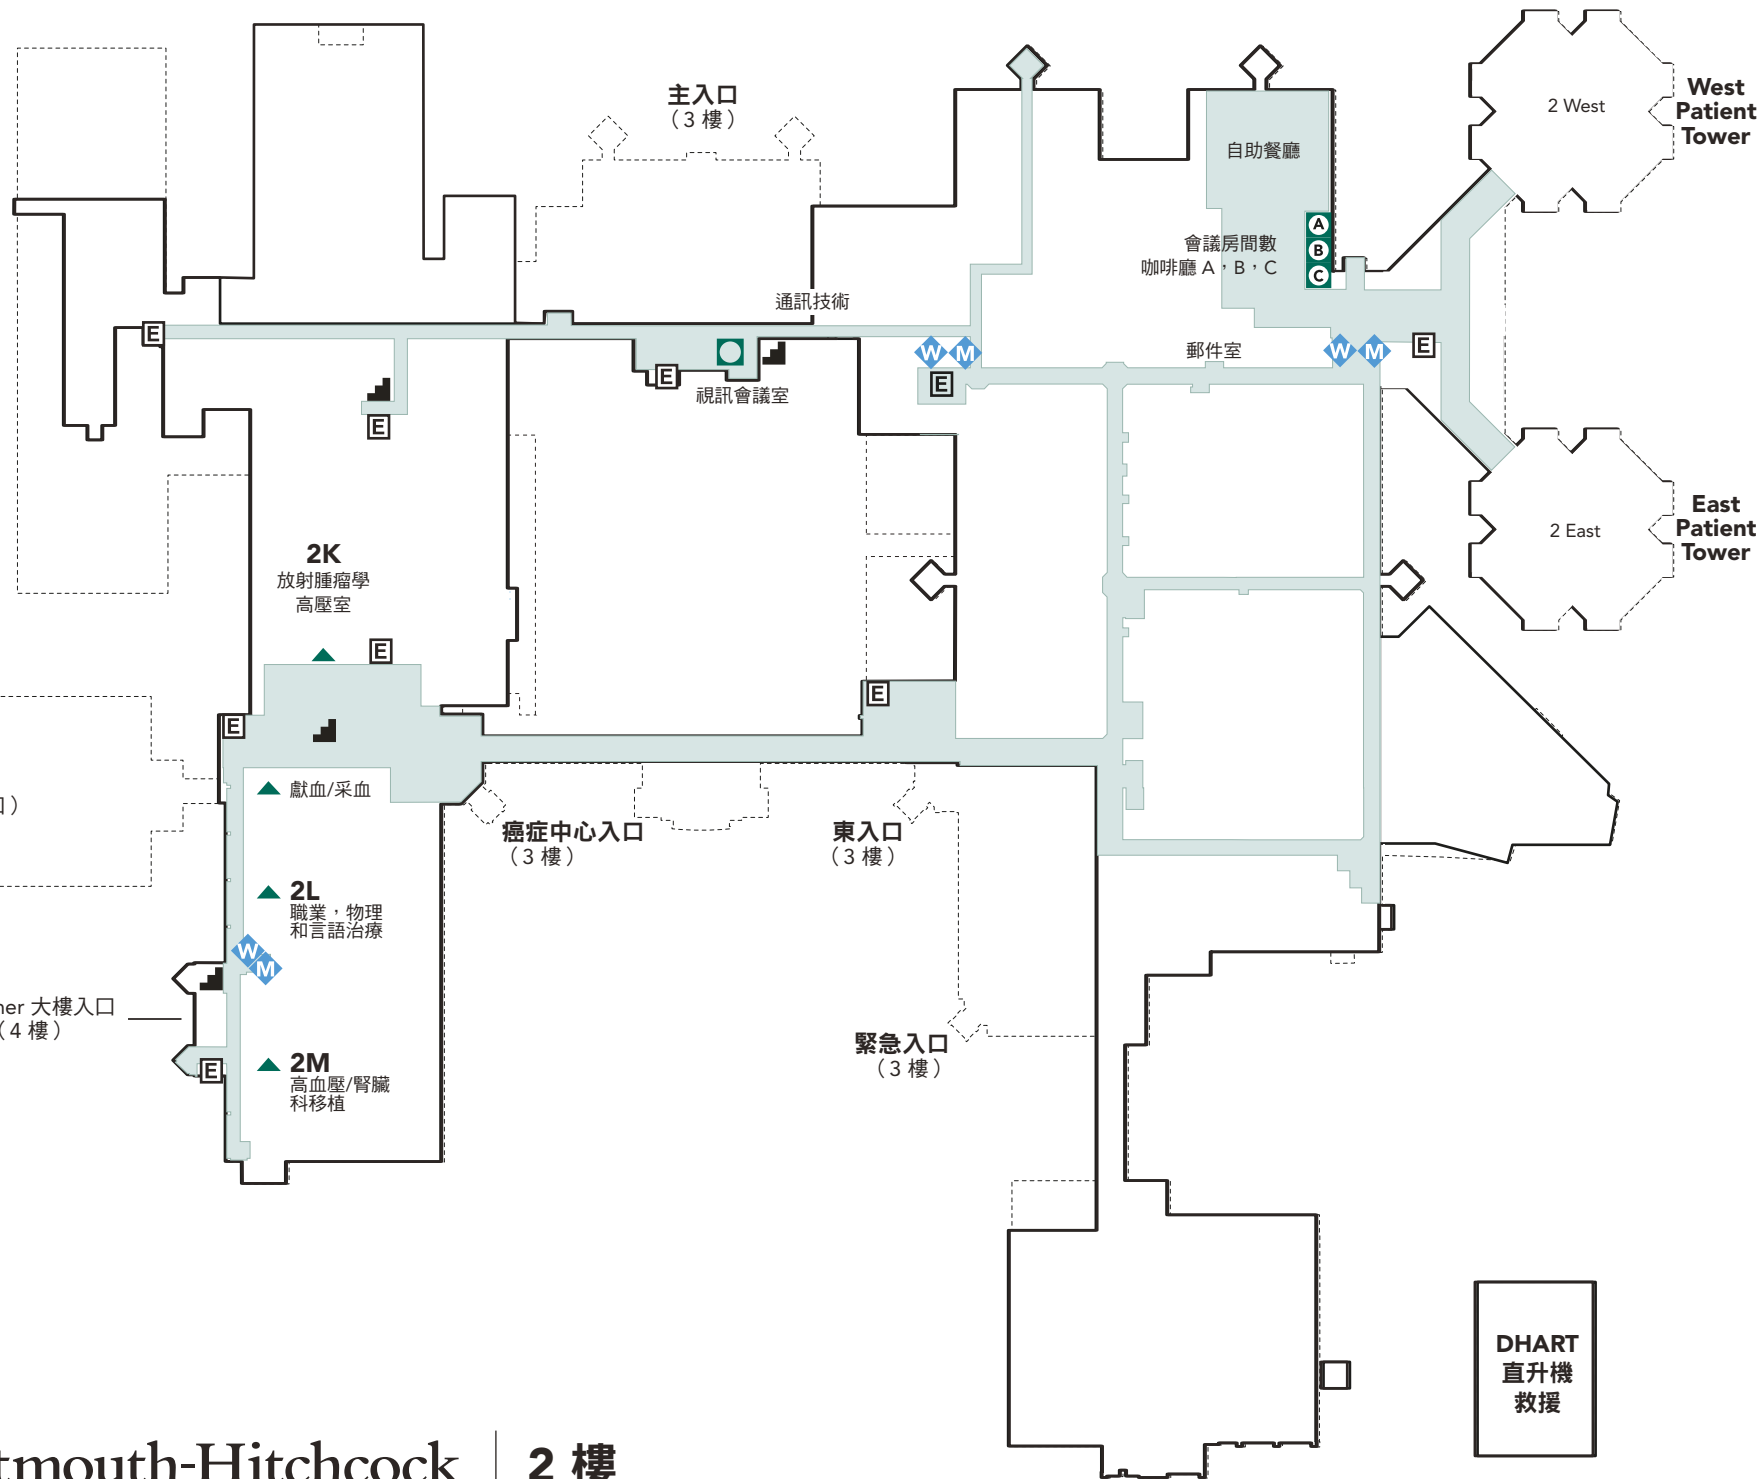 主入口
（3 樓）
2 West
West
Patient
Tower
自助餐廳
A
會議房間數
B
咖啡廳 A，B，C
C
通訊技術
E
W M
郵件室
W M
E
E
視訊會議室
E
E
2 East
East
Patient
Tower
2K
放射腫瘤學
高壓室
E
E
E
獻血/采血
口）
癌症中心入口
（3 樓）
東入口
（3 樓）
2L
職業，物理
和言語治療
W
M
ner 大樓入口
（4 樓）
緊急入口
（3 樓）
2M
高血壓/腎臟
科移植
E
DHART
直升機
救援
tmouth-Hitchcock
2 樓